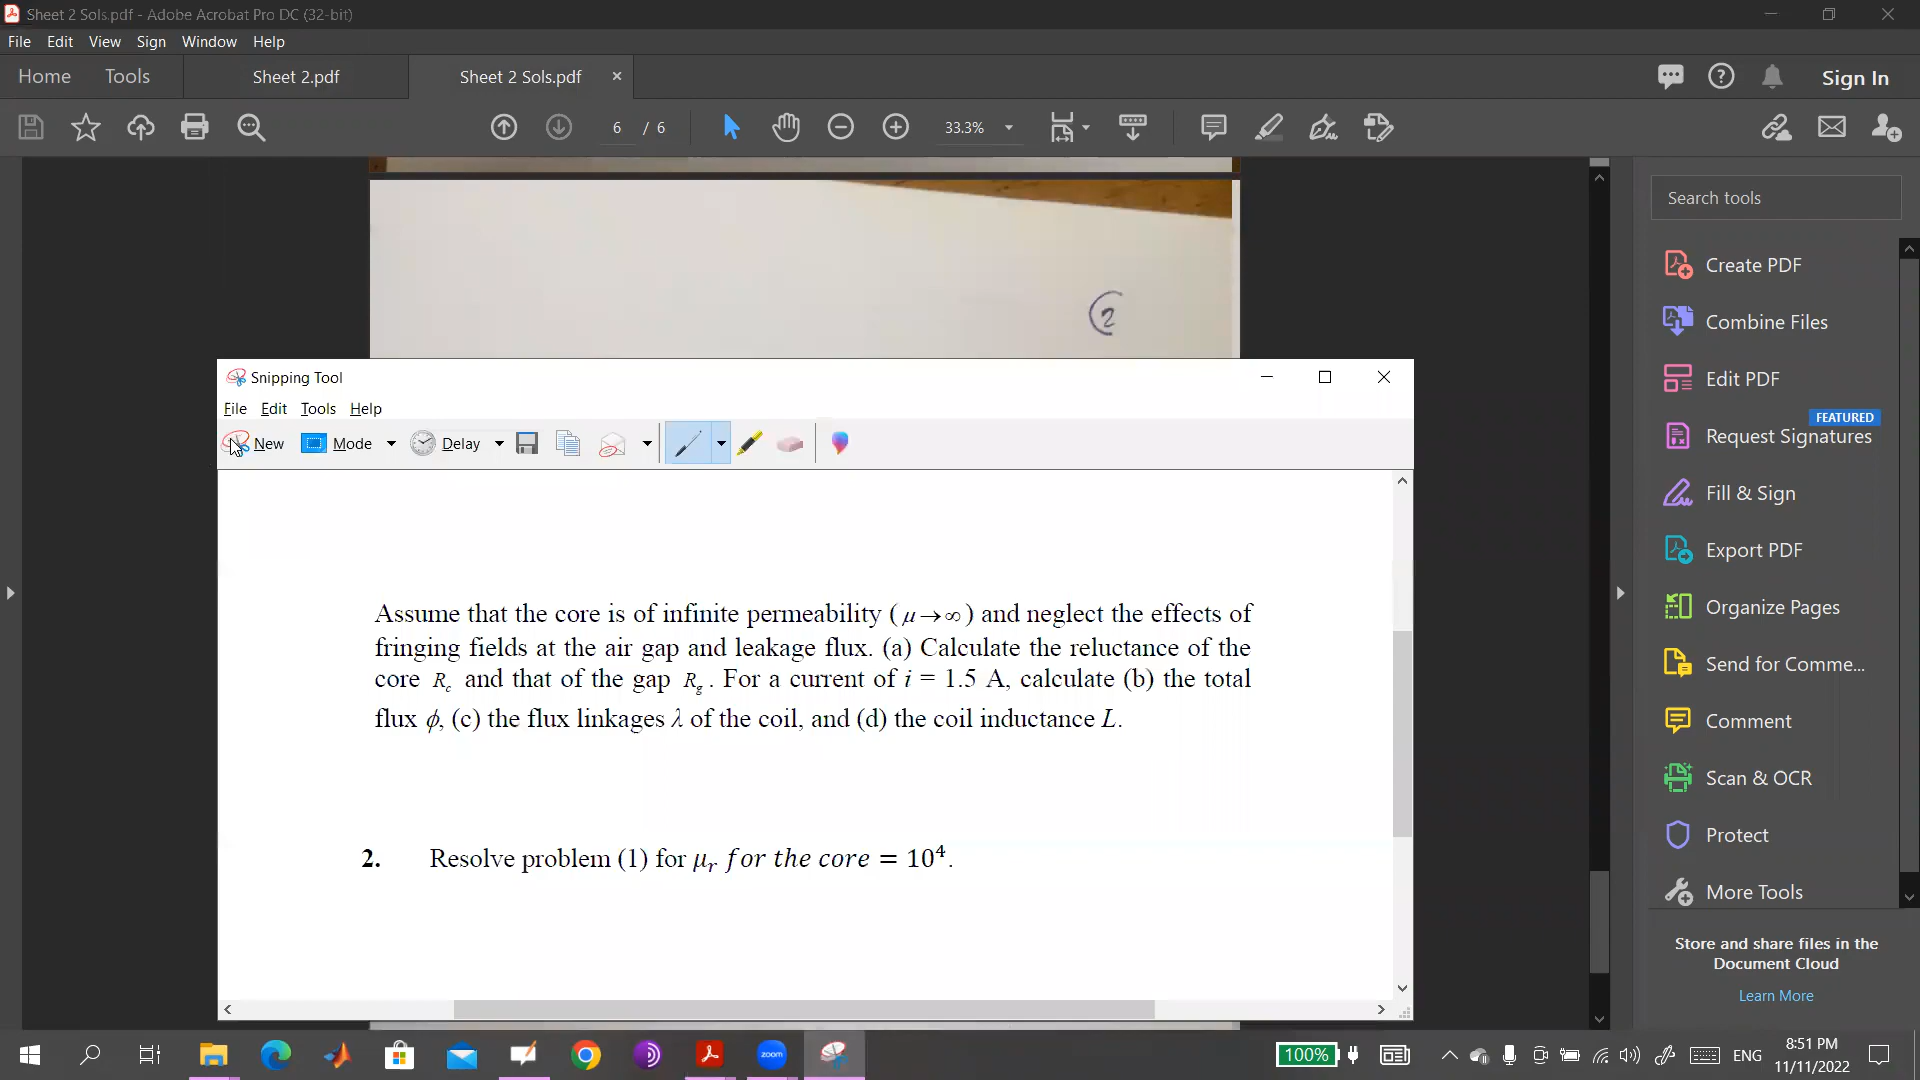 Sheet 2 Sols.pdf - Adobe Acrobat Pro DC (32-bit)
File Edit View Sign Window Help
Home Tools Sheet 2.pdf Sheet 2 Sols.pdf × Sign In
6 / 6 33.3%
Search tools
Create PDF
Combine Files
Edit PDF
FEATURED
Request Signatures
Fill & Sign
Export PDF
Organize Pages
Send for Comme...
Comment
Scan & OCR
Protect
More Tools
Store and share files in the
Document Cloud
Learn More
2
Snipping Tool
File Edit Tools Help
New Mode Delay
Assume that the core is of infinite permeability ( μ→∞ ) and neglect the effects of
fringing fields at the air gap and leakage flux. (a) Calculate the reluctance of the
core R_c and that of the gap R_g . For a current of i = 1.5 A, calculate (b) the total
flux ϕ, (c) the flux linkages λ of the coil, and (d) the coil inductance L.
2. Resolve problem (1) for μ_r for the core = 10⁴.
zoom
100%
ENG
8:51 PM
11/11/2022